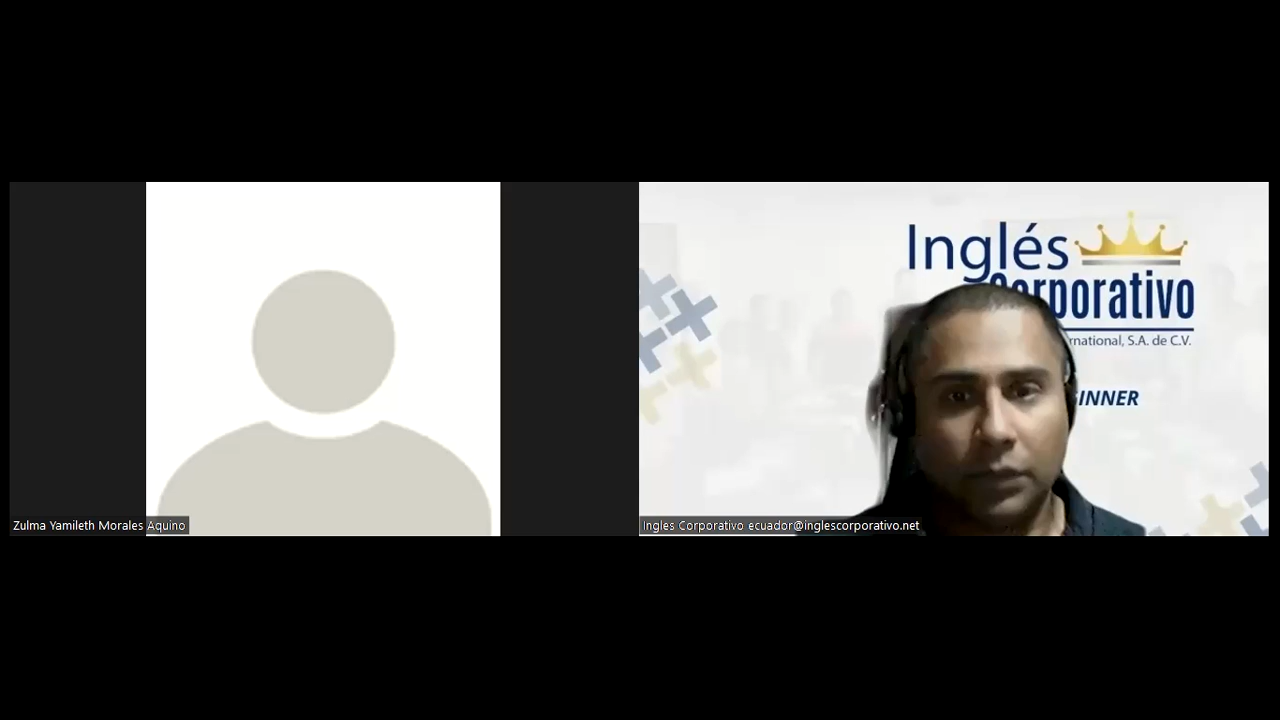 Inglés
Corporativo
rnational, S.A. de C.V.
INNER
Zulma Yamileth Morales Aquino
Ingles Corporativo ecuador@inglescorporativo.net